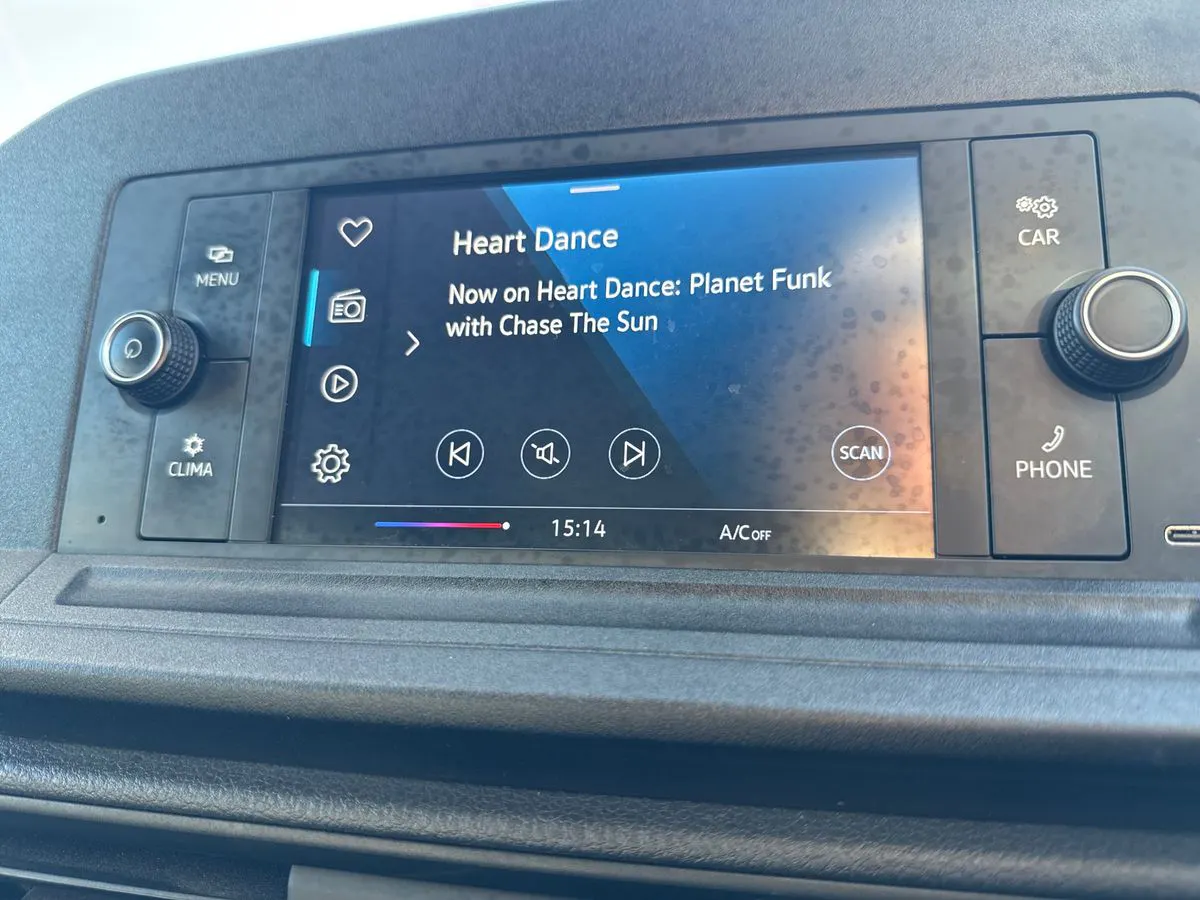 MENU
CLIMA
Heart Dance
Now on Heart Dance: Planet Funk
with Chase The Sun
SCAN
15:14
A/C OFF
CAR
PHONE